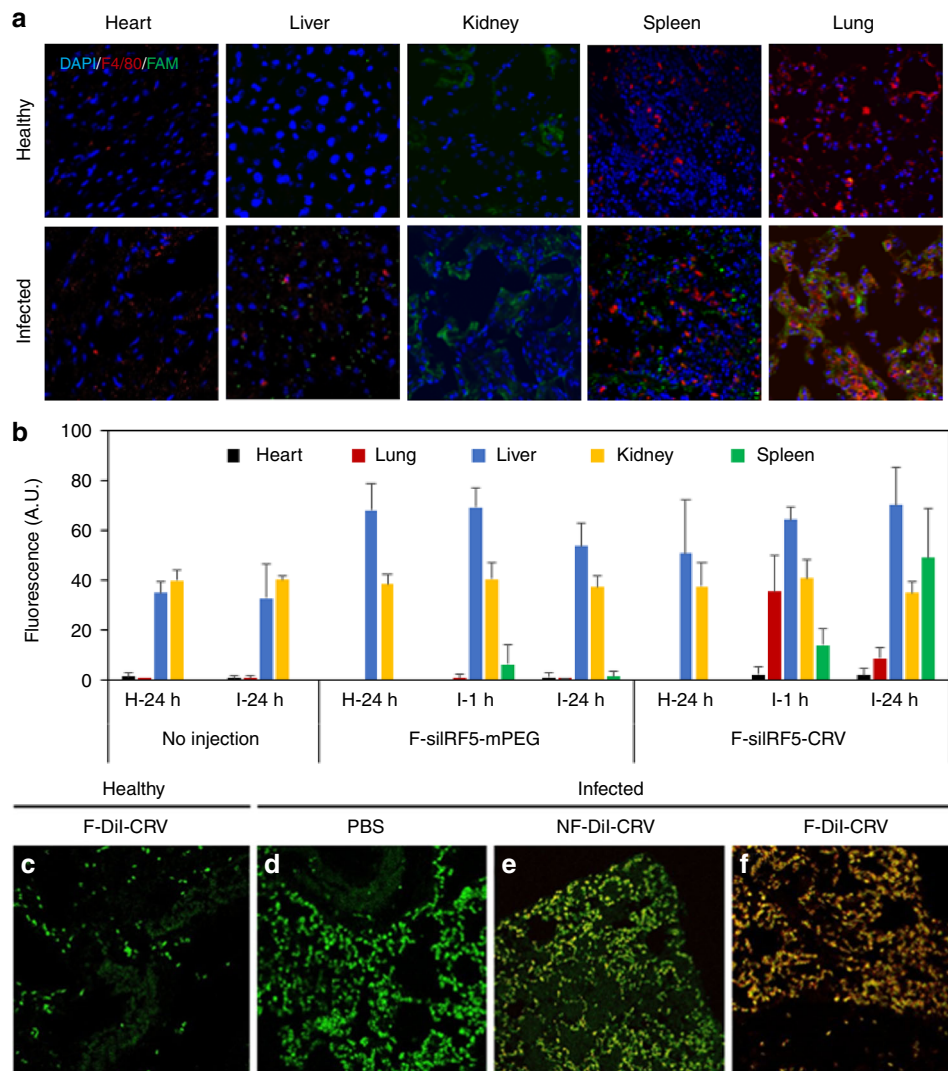 a
Heart Liver Kidney Spleen Lung
Healthy
DAPI/F4/80/FAM
Infected
b
Fluorescence (A.U.)
100
80
60
40
20
0
Heart Lung Liver Kidney Spleen
H-24 h I-24 h H-24 h I-1 h I-24 h H-24 h I-1 h I-24 h
No injection F-siIRF5-mPEG F-siIRF5-CRV
Healthy Infected
F-DiI-CRV PBS NF-DiI-CRV F-DiI-CRV
c d e f